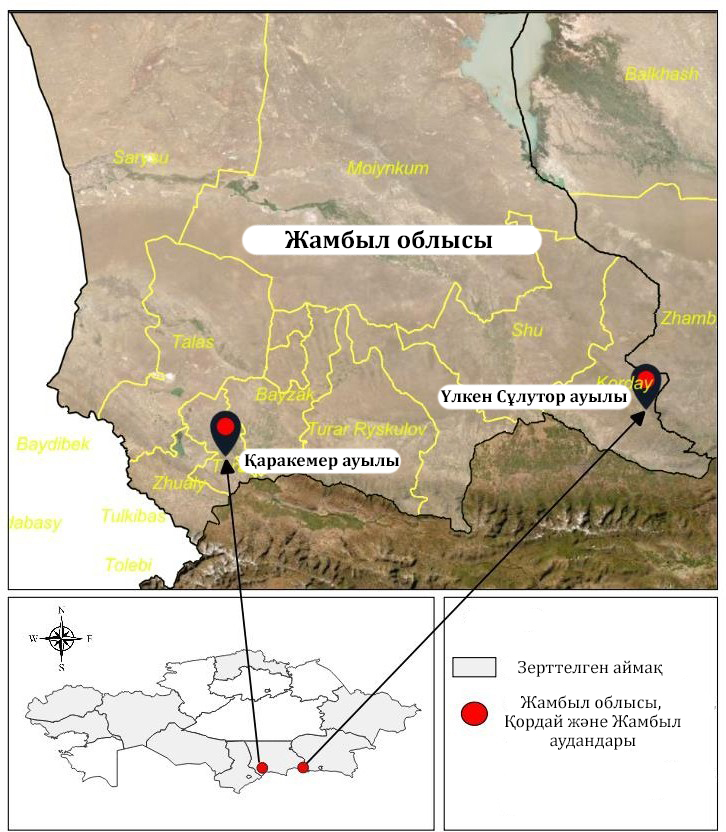 Balkhash
Sarysu
Moiynkum
Жамбыл облысы
Zhamb
Shu
Talas
Korday
Bayzak
Үлкен Сұлутор ауылы
Turar Ryskulov
Baydibek
Қаракемер ауылы
Zhualy
Tulkibas
labasy
Tolebi
N
W
E
S
Зерттелген аймақ
Жамбыл облысы,
Қордай және Жамбыл
аудандары